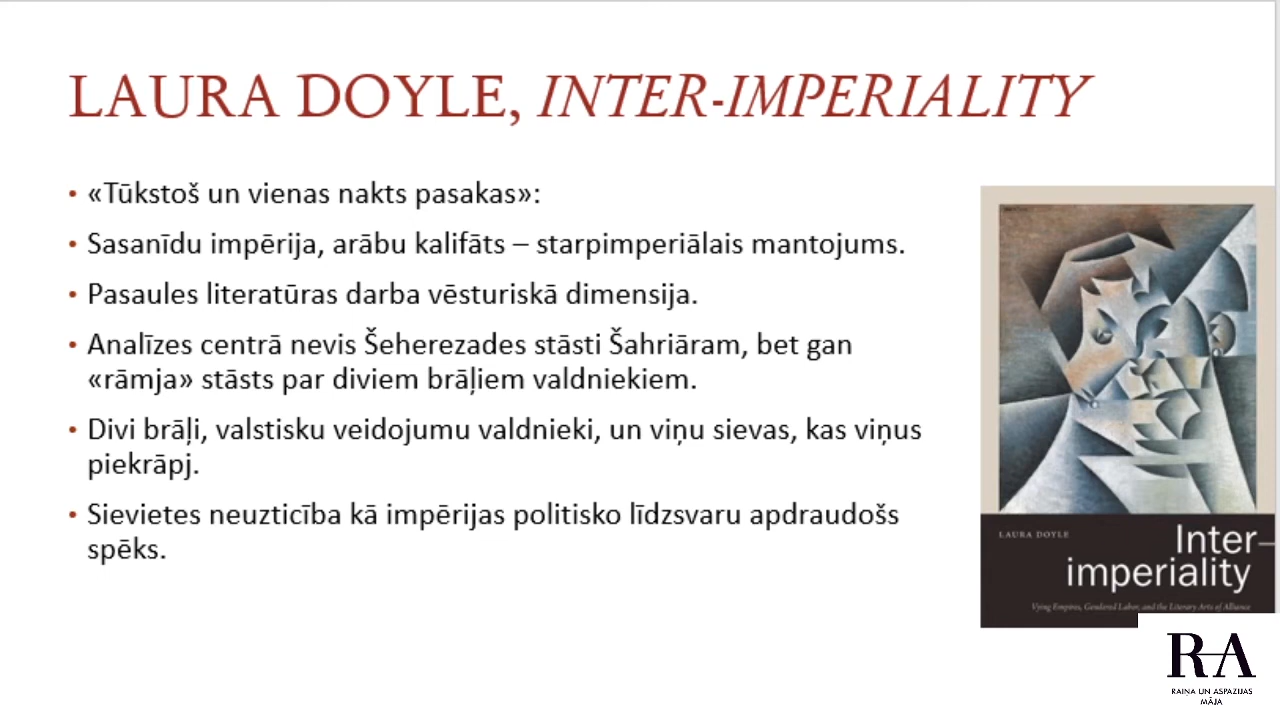 LAURA DOYLE, INTER-IMPERIALITY
• «Tūkstoš un vienas nakts pasakas»:
• Sasanīdu impērija, arābu kalifāts – starpimperiālais mantojums.
• Pasaules literatūras darba vēsturiskā dimensija.
• Analīzes centrā nevis Šeherezades stāsti Šahriāram, bet gan
«rāmja» stāsts par diviem brāļiem valdniekiem.
• Divi brāļi, valstisku veidojumu valdnieki, un viņu sievas, kas viņus
piekrāpj.
• Sievietes neuzticība kā impērijas politisko līdzsvaru apdraudošs
spēks.
LAURA DOYLE
Inter-
imperiality
Vying Empires, Gendered Labor, and the Literary Arts of Alliance
RA
RAIŅA UN ASPAZIJAS
MĀJA